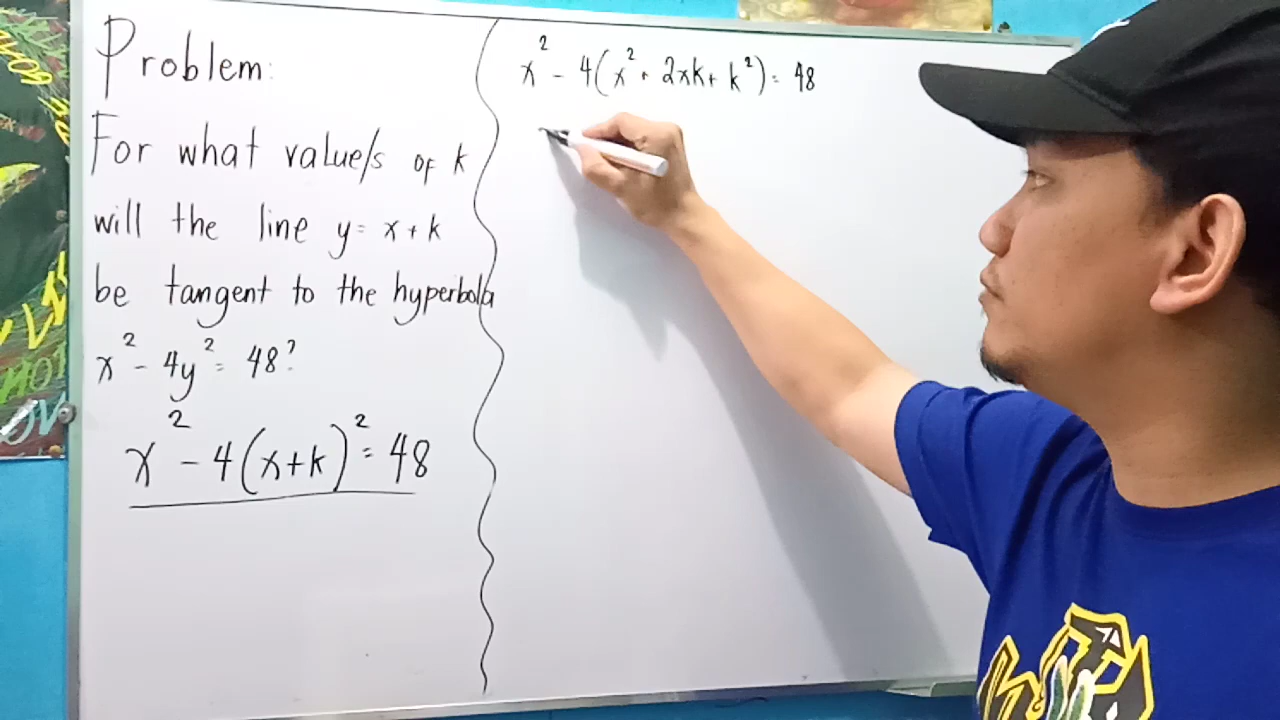 Problem:
For what value/s of k
will the line y = x + k
be tangent to the hyperbola
x² - 4y² = 48?
x² - 4(x+k)² = 48
x² - 4(x² + 2xk + k²) = 48